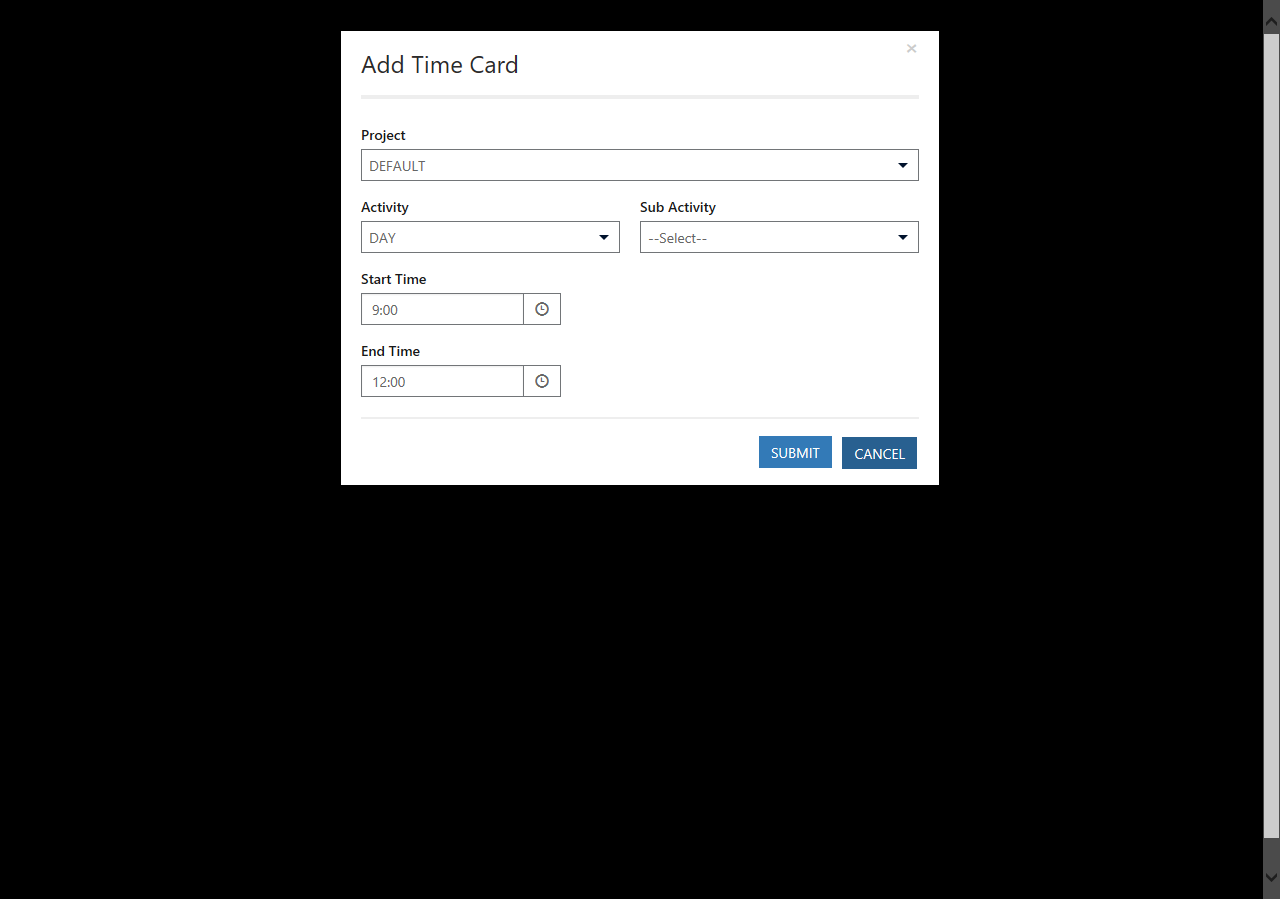 ×
Add Time Card
Project
DEFAULT
Activity
Sub Activity
DAY
--Select--
Start Time
9:00
End Time
12:00
SUBMIT
CANCEL